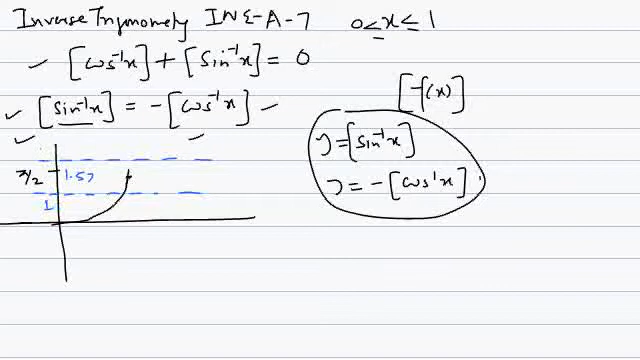 Inverse Trigonometry INE-A-7 0≤x≤1
[cos⁻¹x] + [sin⁻¹x] = 0
[sin⁻¹x] = -[cos⁻¹x]
[-f(x)]
y = [sin⁻¹x]
y = -[cos⁻¹x]
π/2 1.57
1